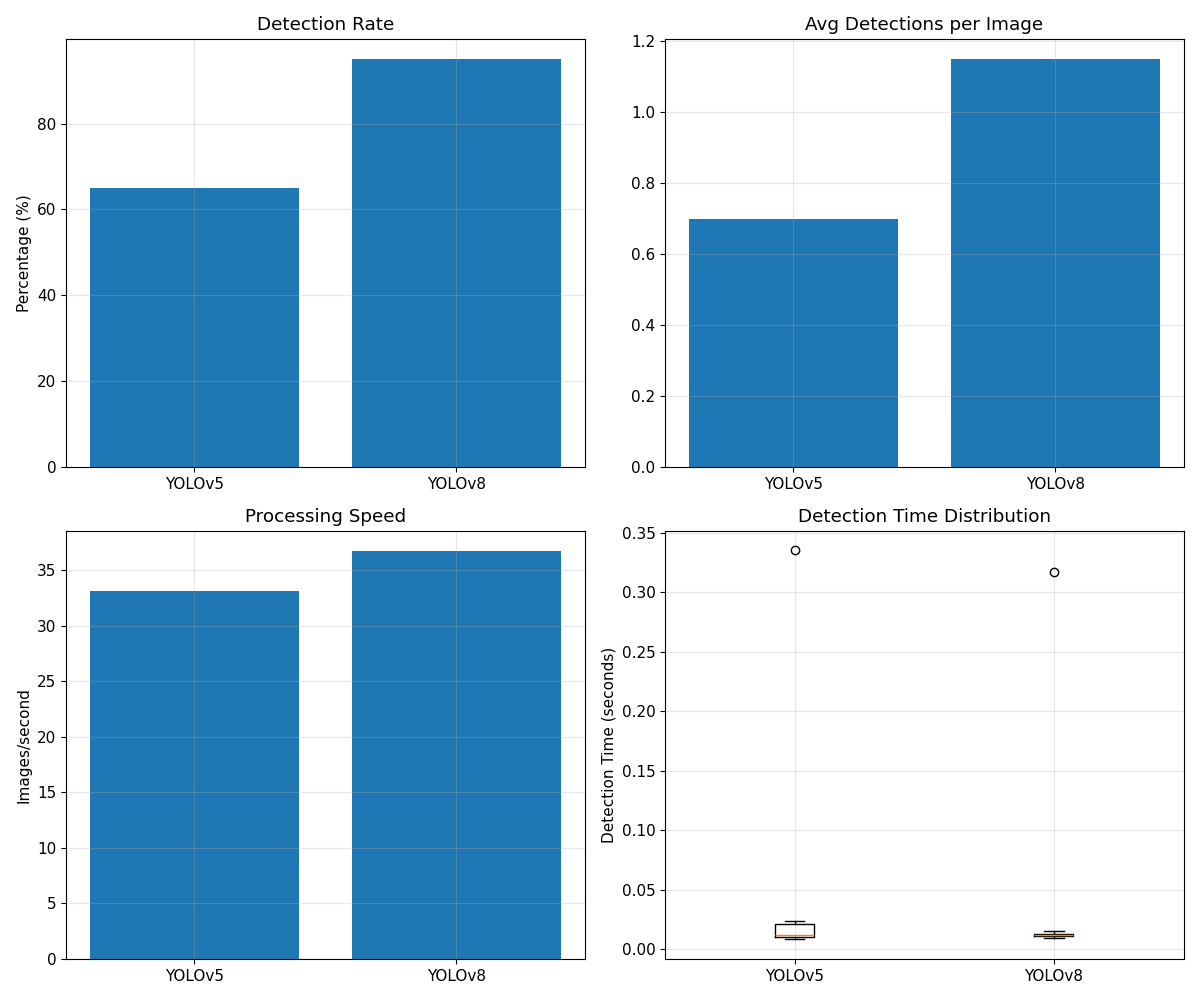 Detection Rate
Percentage (%)
80
60
40
20
0
YOLOv5 YOLOv8
Avg Detections per Image
1.2
1.0
0.8
0.6
0.4
0.2
0.0
YOLOv5 YOLOv8
Processing Speed
Images/second
35
30
25
20
15
10
5
0
YOLOv5 YOLOv8
Detection Time Distribution
Detection Time (seconds)
0.35
0.30
0.25
0.20
0.15
0.10
0.05
0.00
YOLOv5 YOLOv8